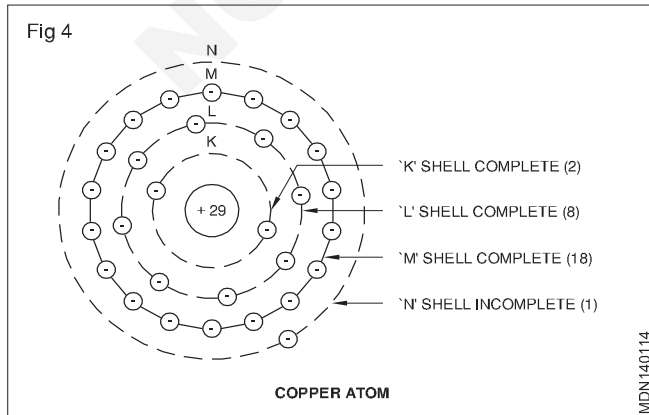 Fig 4
N
M
L
K
+ 29
`K' SHELL COMPLETE (2)
`L' SHELL COMPLETE (8)
`M' SHELL COMPLETE (18)
`N' SHELL INCOMPLETE (1)
COPPER ATOM
MDN140114